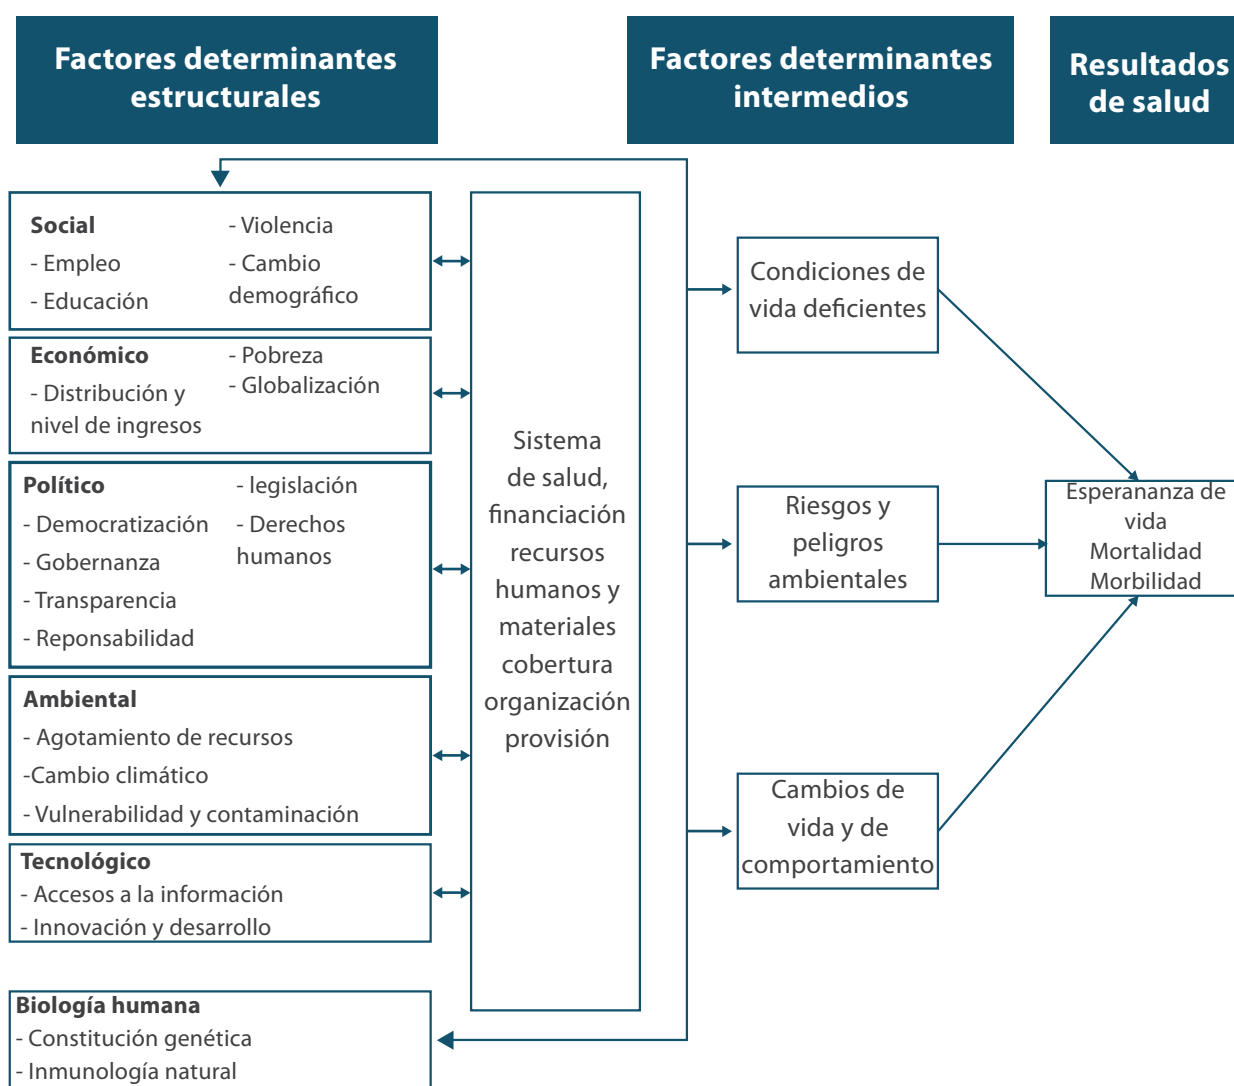 Factores determinantes
estructurales
Factores determinantes
intermedios
Resultados
de salud
Social
- Empleo
- Educación
- Violencia
- Cambio
demográfico
Económico
- Distribución y
nivel de ingresos
- Pobreza
- Globalización
Político
- Democratización
- Gobernanza
- Transparencia
- Reponsabilidad
- legislación
- Derechos
humanos
Ambiental
- Agotamiento de recursos
-Cambio climático
- Vulnerabilidad y contaminación
Tecnológico
- Accesos a la información
- Innovación y desarrollo
Biología humana
- Constitución genética
- Inmunología natural
Sistema
de salud,
financiación
recursos
humanos y
materiales
cobertura
organización
provisión
Condiciones de
vida deficientes
Riesgos y
peligros
ambientales
Cambios de
vida y de
comportamiento
Esperananza de
vida
Mortalidad
Morbilidad